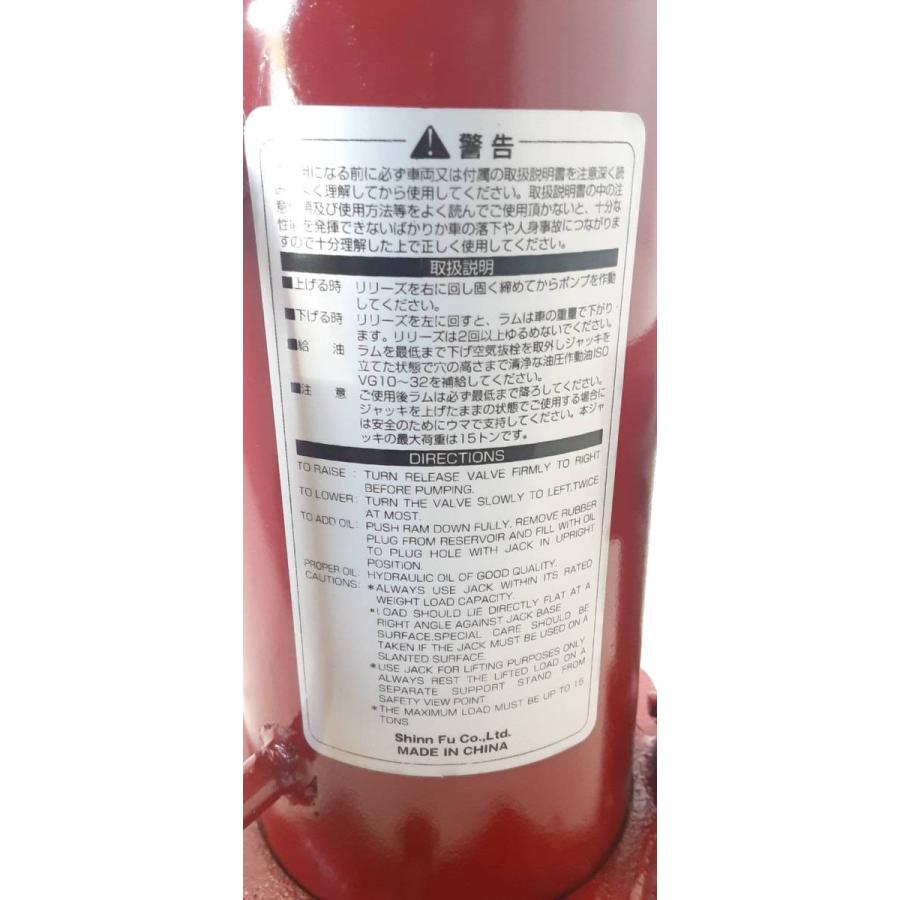 警告
になる前に必ず車両又は付属の取扱説明書を注意深く読
く理解してから使用してください。取扱説明書の中の注
意 項及び使用方法等をよく読んでご使用頂かないと、十分な
性 を発揮できないばかりか車の落下や人身事故につながりま
すので十分理解した上で正しく使用してください。
取扱説明
■上げる時 リリーズを右に回し固く締めてからポンプを作動
してください。
■下げる時 リリーズを左に回すと、ラムは車の重量で下がり
ます。リリーズは2回以上ゆるめないでください。
■給油 ラムを最低まで下げ空気抜栓を取外しジャッキを
立てた状態で穴の高さまで清浄な油圧作動油ISO
VG10〜32を補給してください。
■注意 ご使用後ラムは必ず最低まで降ろしてください。
ジャッキを上げたままの状態でご使用する場合に
は安全のためにウマで支持してください。本ジャ
ッキの最大荷重は15トンです。
DIRECTIONS
TO RAISE : TURN RELEASE VALVE FIRMLY TO RIGHT
BEFORE PUMPING.
TO LOWER: TURN THE VALVE SLOWLY TO LEFT.TWICE
AT MOST.
TO ADD OIL: PUSH RAM DOWN FULLY, REMOVE RUBBER
PLUG FROM RESERVOIR AND FILL WITH OIL
TO PLUG HOLE WITH JACK IN UPRIGHT
POSITION.
PROPER OIL: HYDRAULIC OIL OF GOOD QUALITY.
CAUTIONS: *ALWAYS USE JACK WITHIN ITS RATED
WEIGHT LOAD CAPACITY.
*LOAD SHOULD LIE DIRECTLY FLAT AT A
RIGHT ANGLE AGAINST JACK BASE
SURFACE,SPECIAL CARE SHOULD BE
TAKEN IF THE JACK MUST BE USED ON A
SLANTED SURFACE.
*USE JACK FOR LIFTING PURPOSES ONLY
ALWAYS REST THE LIFTED LOAD ON A
SEPARATE SUPPORT STAND FROM
SAFETY VIEW POINT.
*THE MAXIMUM LOAD MUST BE UP TO 15
TONS.
Shinn Fu Co.,Ltd.
MADE IN CHINA